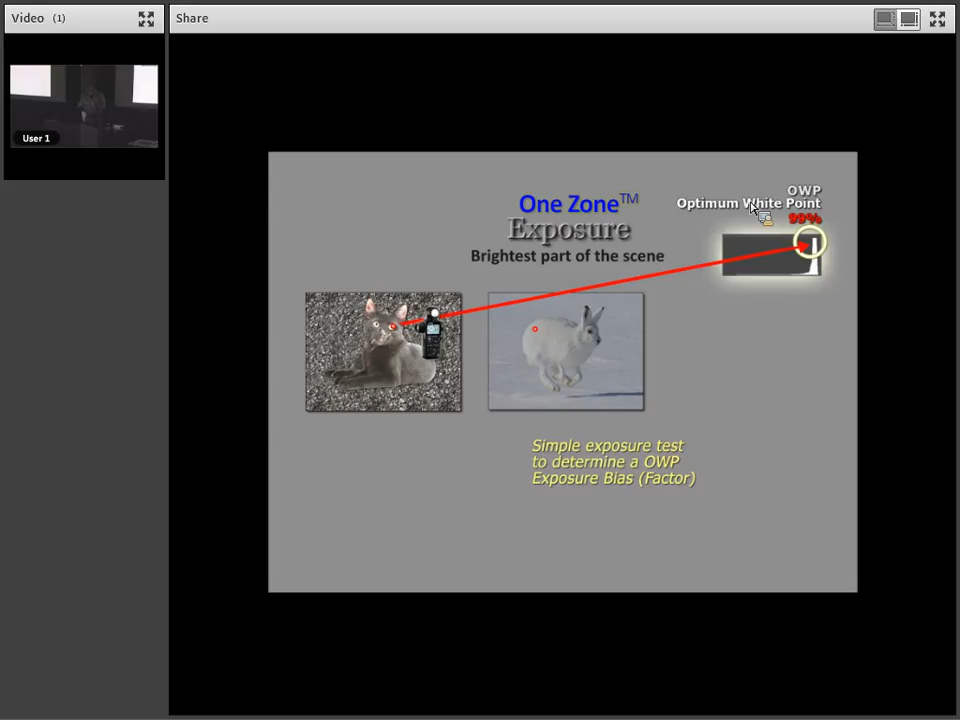 Video (1)
Share
User 1
OWP
Optimum White Point
99%
One Zone™
Exposure
Brightest part of the scene
Simple exposure test
to determine a OWP
Exposure Bias (Factor)